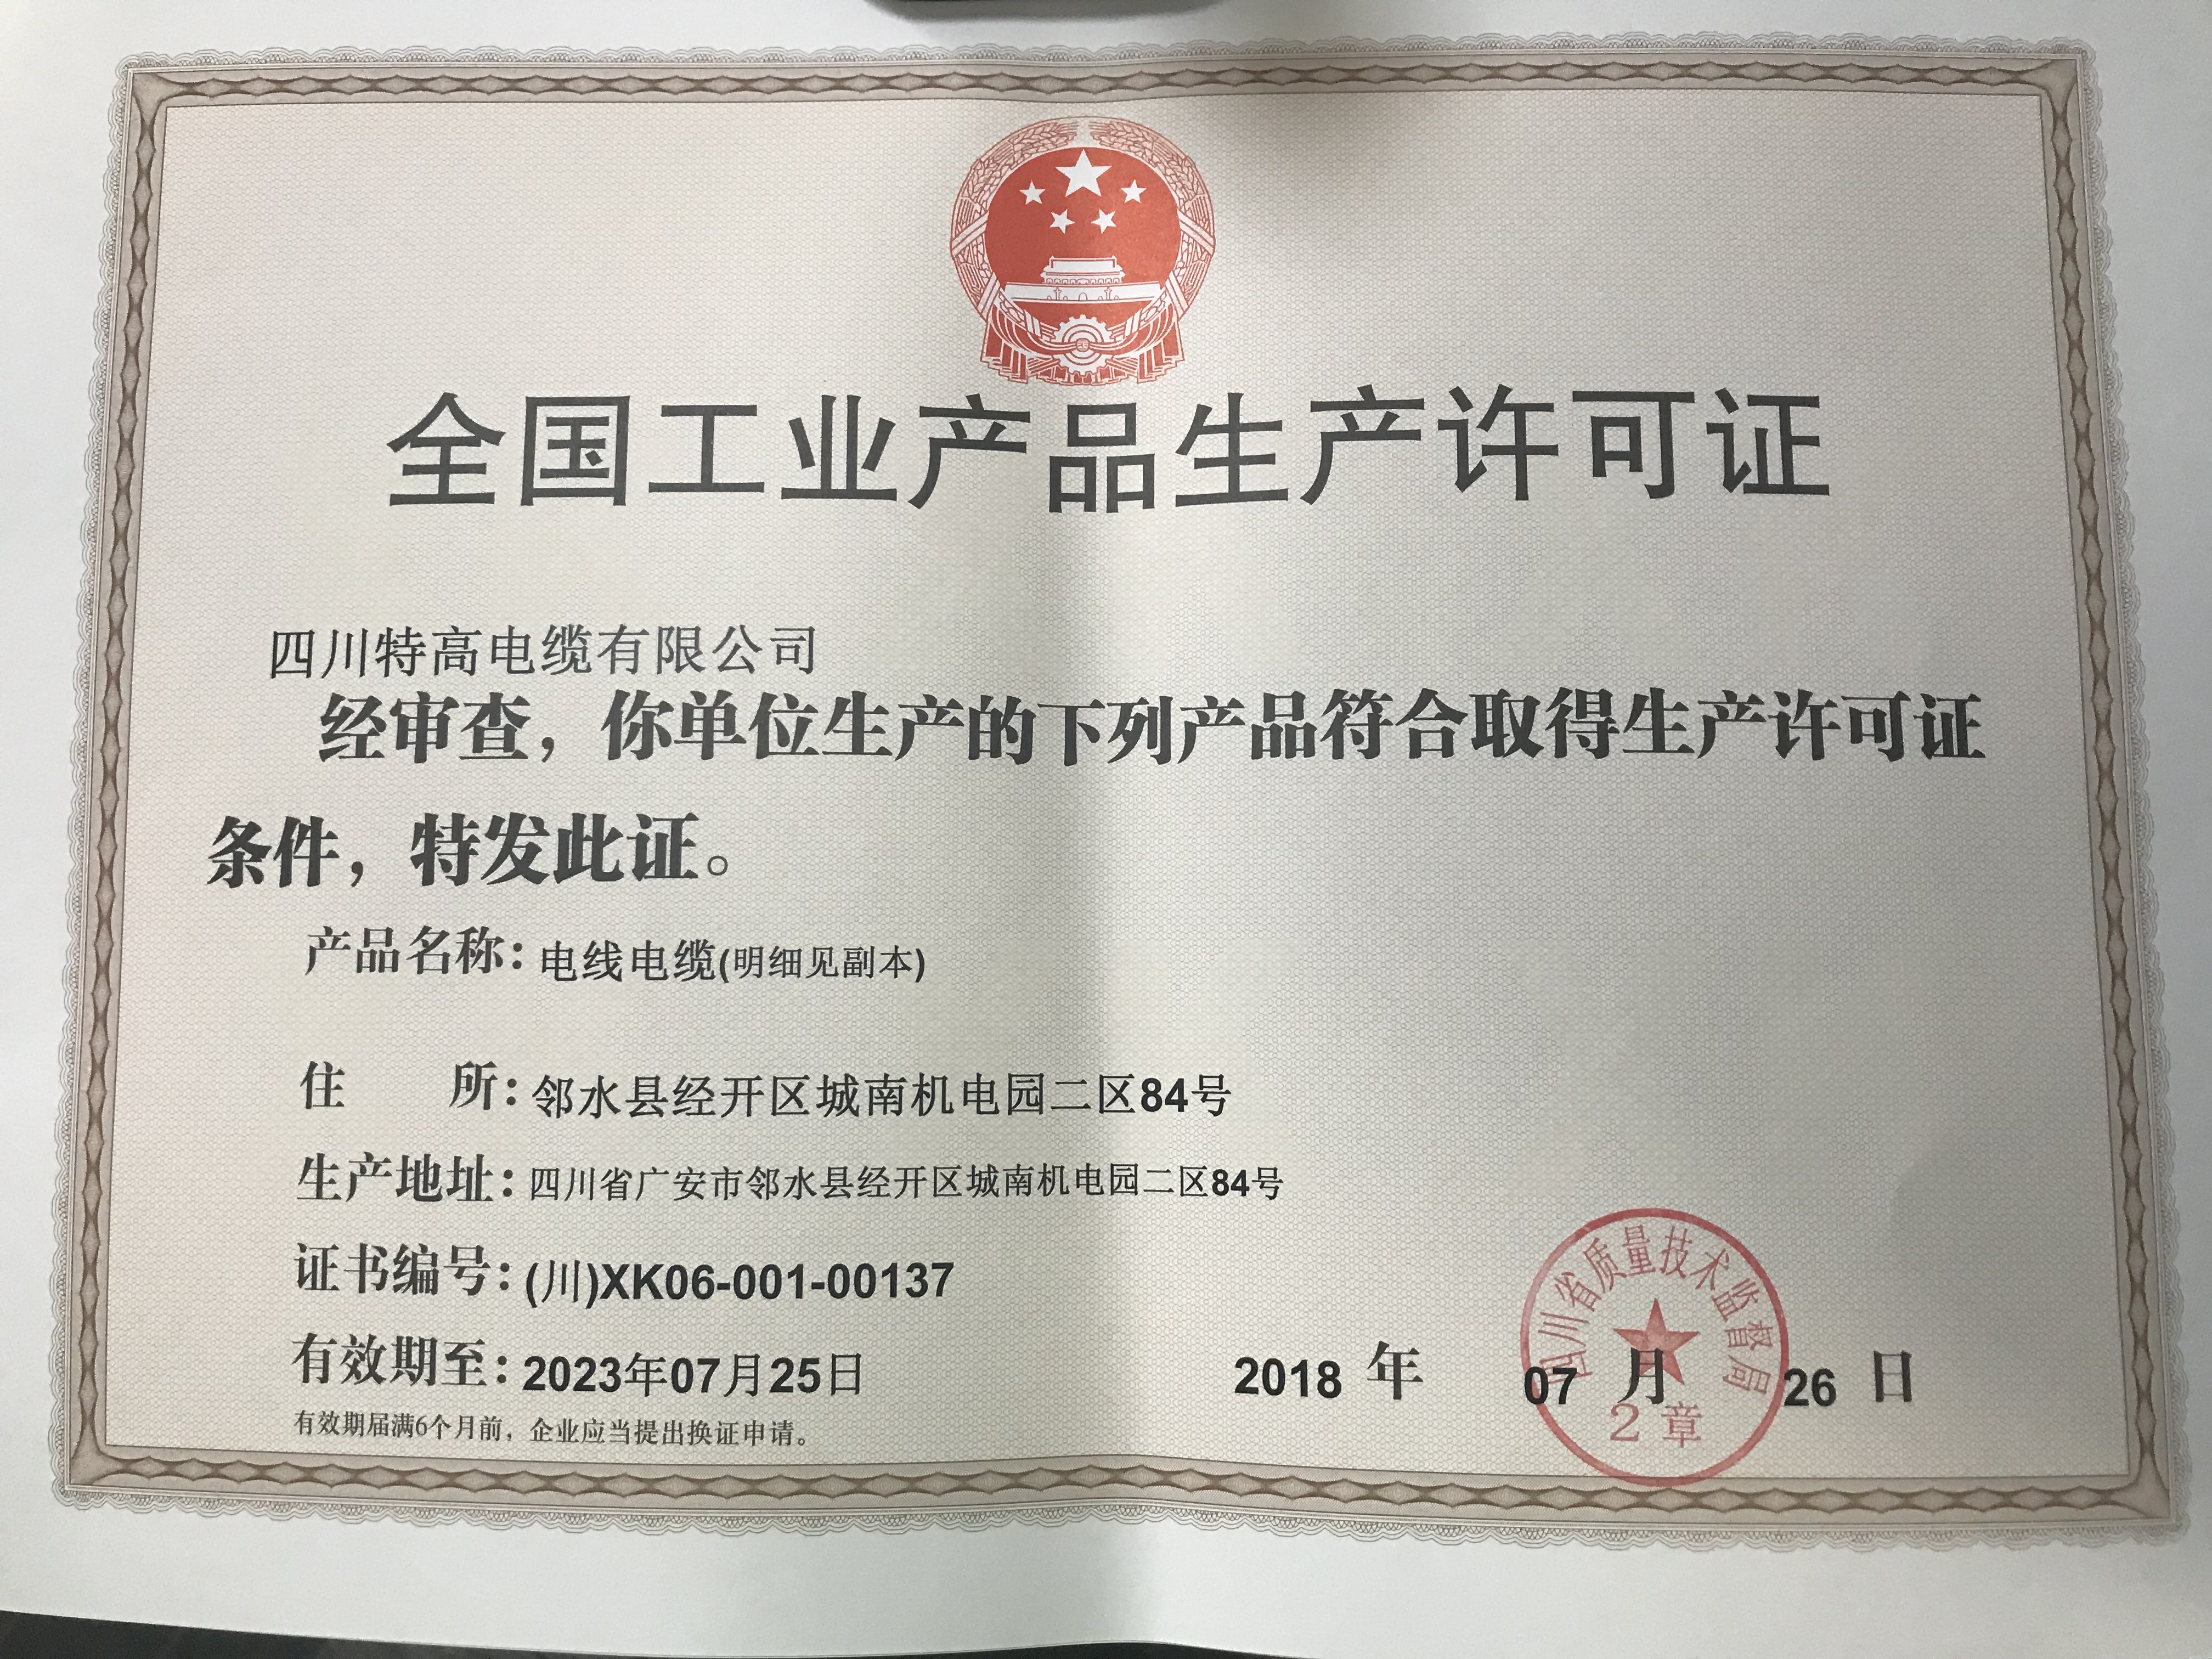 全国工业产品生产许可证
四川特高电缆有限公司
经审查，你单位生产的下列产品符合取得生产许可证
条件，特发此证。
产品名称：电线电缆(明细见副本)
住 所：邻水县经开区城南机电园二区84号
生产地址：四川省广安市邻水县经开区城南机电园二区84号
证书编号：(川)XK06-001-00137
有效期至：2023年07月25日
2018 年 07 月 26 日
有效期届满6个月前，企业应当提出换证申请。
四川省质量技术监督局
2 章